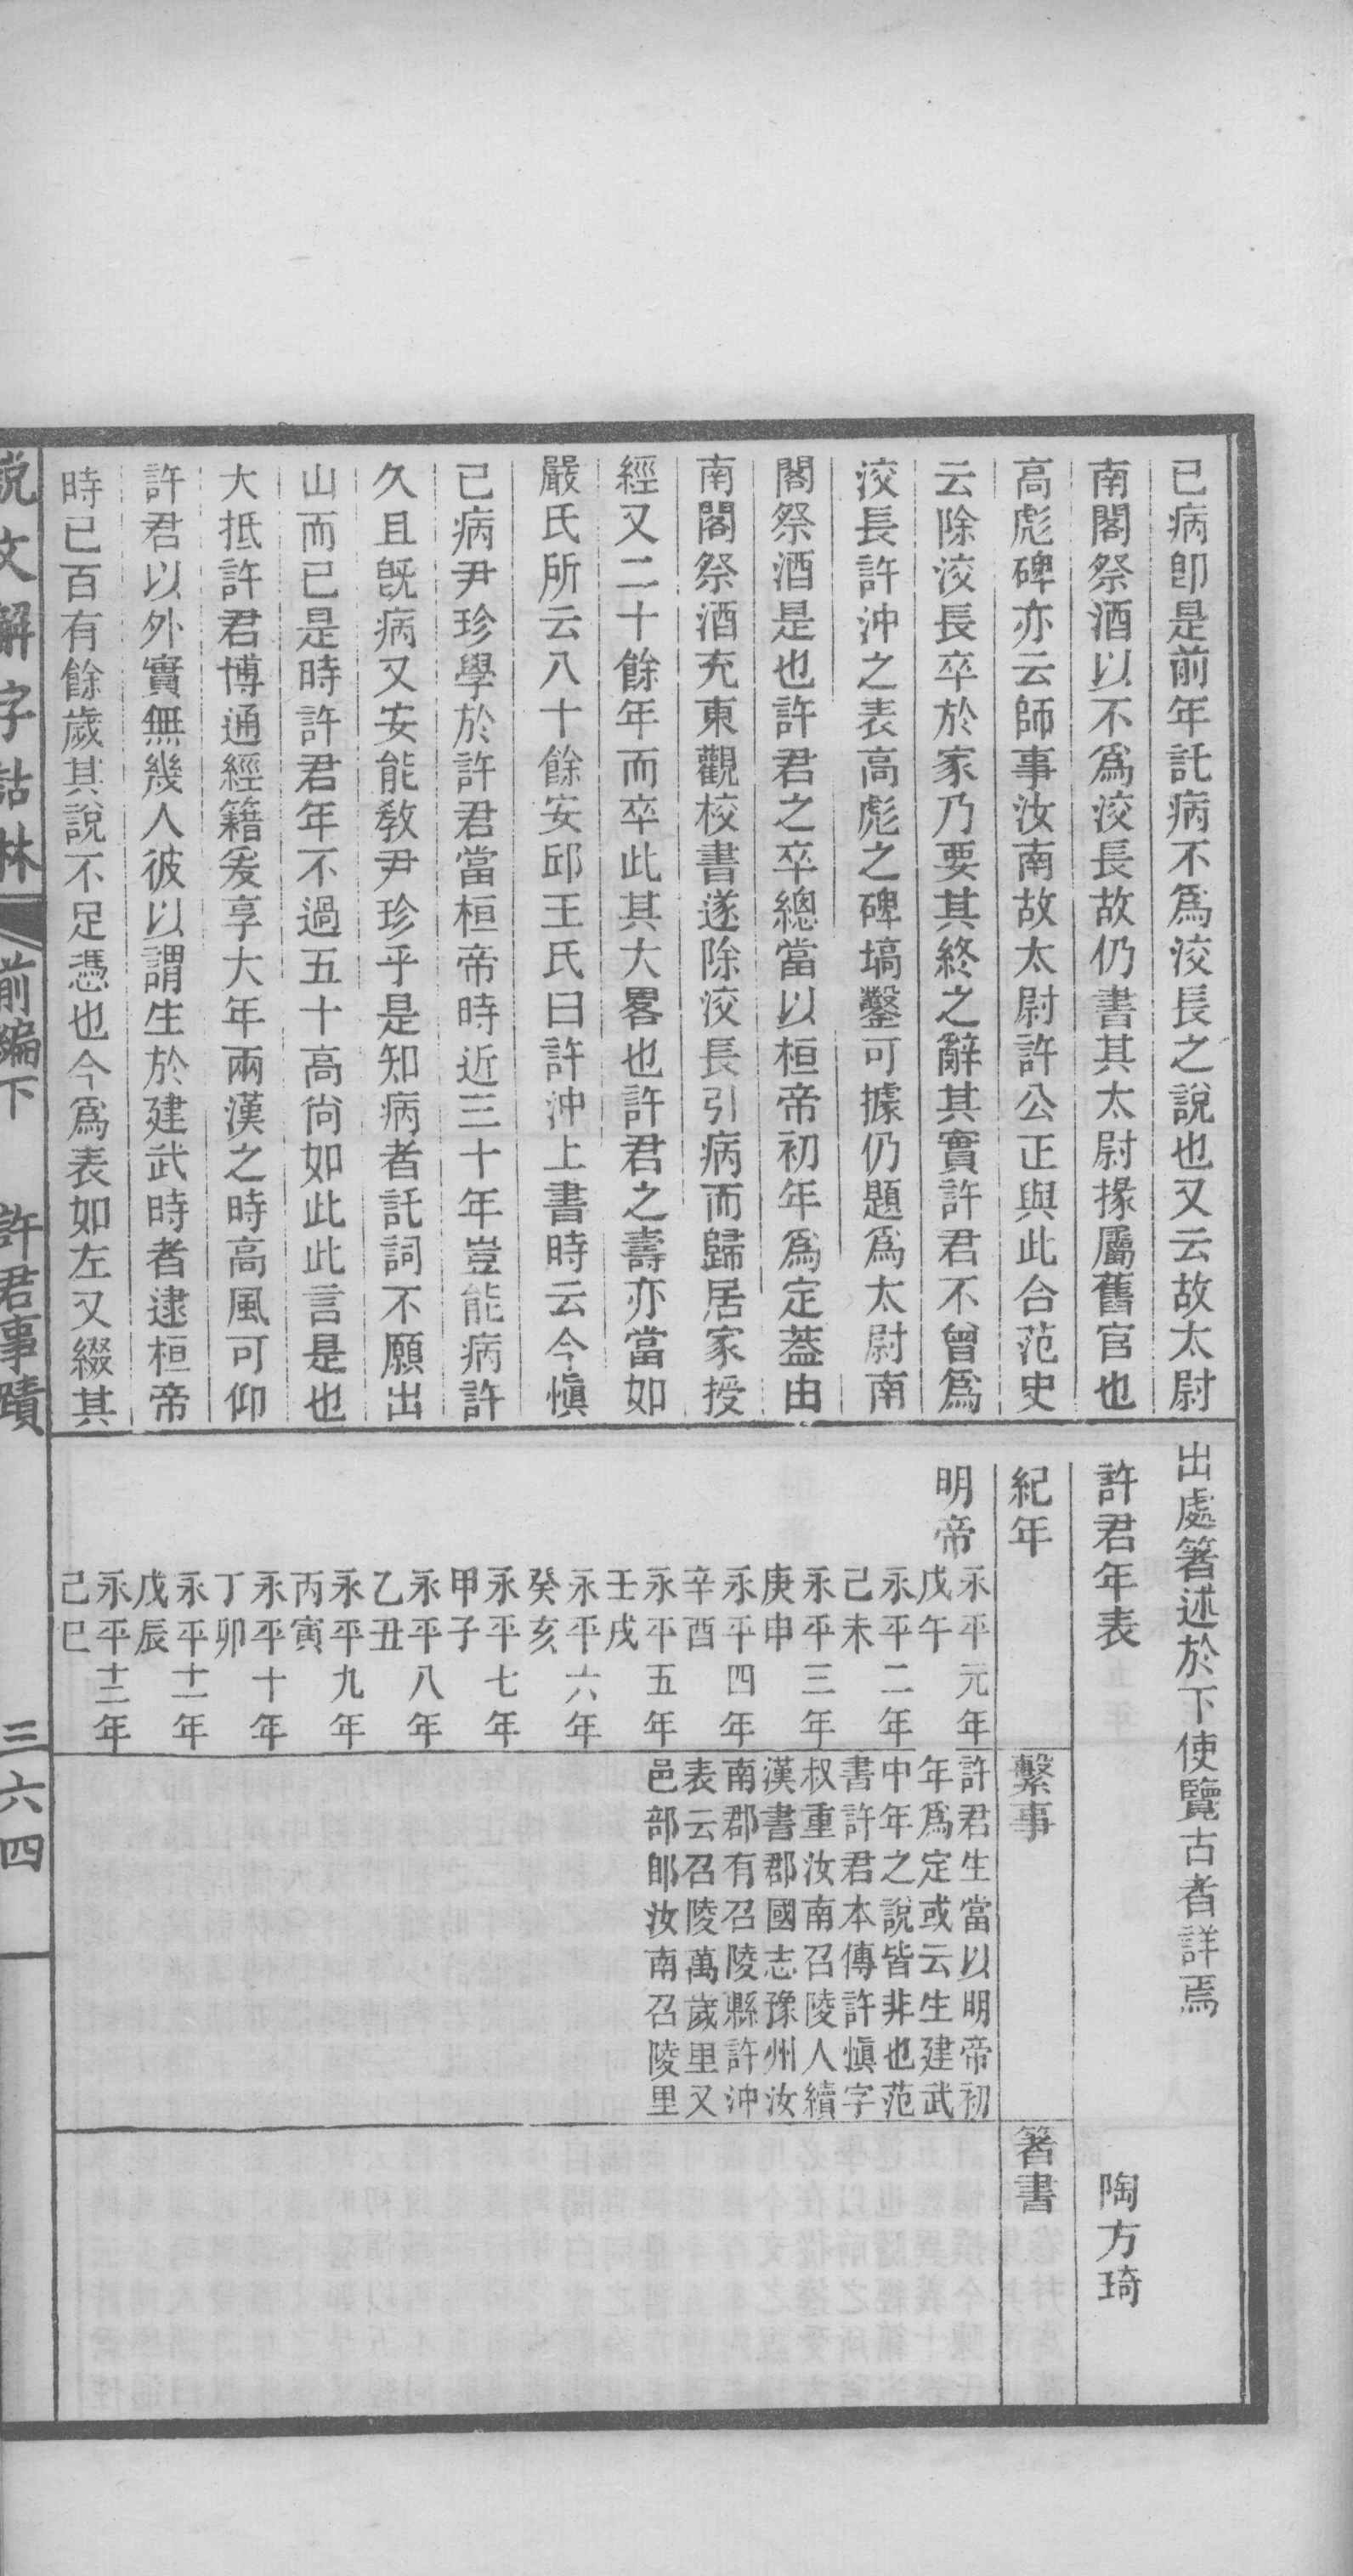 已病卽是前年託病不爲洨長之說也又云故太尉
南閣祭酒以不爲洨長故仍書其太尉掾屬舊官也
高彪碑亦云師事汝南故太尉許公正與此合范史
云除洨長卒於家乃要其終之辭其實許君不曾爲
洨長許沖之表高彪之碑塙鑿可據仍題爲太尉南
閣祭酒是也許君之卒總當以桓帝初年爲定葢由
南閣祭酒充東觀校書遂除洨長引病而歸居家授
經又二十餘年而卒此其大畧也許君之壽亦當如
嚴氏所云八十餘安邱王氏曰許沖上書時云今愼
已病尹珍學於許君當桓帝時近三十年豈能病許
久且旣病又安能敎尹珍乎是知病者託詞不願出
山而已是時許君年不過五十高尙如此此言是也
大抵許君博通經籍爰享大年兩漢之時高風可仰
許君以外實無幾人彼以謂生於建武時者逮桓帝
時已百有餘歲其說不足憑也今爲表如左又綴其
出處箸述於下使覽古者詳焉
許君年表　陶方琦
紀年　繫事　箸書
明帝
永平元年
戊午
永平二年
己未
永平三年
庚申
永平四年
辛酉
永平五年
壬戌
永平六年
癸亥
永平七年
甲子
永平八年
乙丑
永平九年
丙寅
永平十年
丁卯
永平十一年
戊辰
永平十二年
己巳
許君生當以明帝初
年爲定或云生建武
中年之說皆非也范
書許君本傳許愼字
叔重汝南召陵人續
漢書郡國志豫州汝
南郡有召陵縣許沖
表云召陵萬歲里又
邑部郎汝南召陵里
說文解字詁林　前編下　許君事蹟　三六四